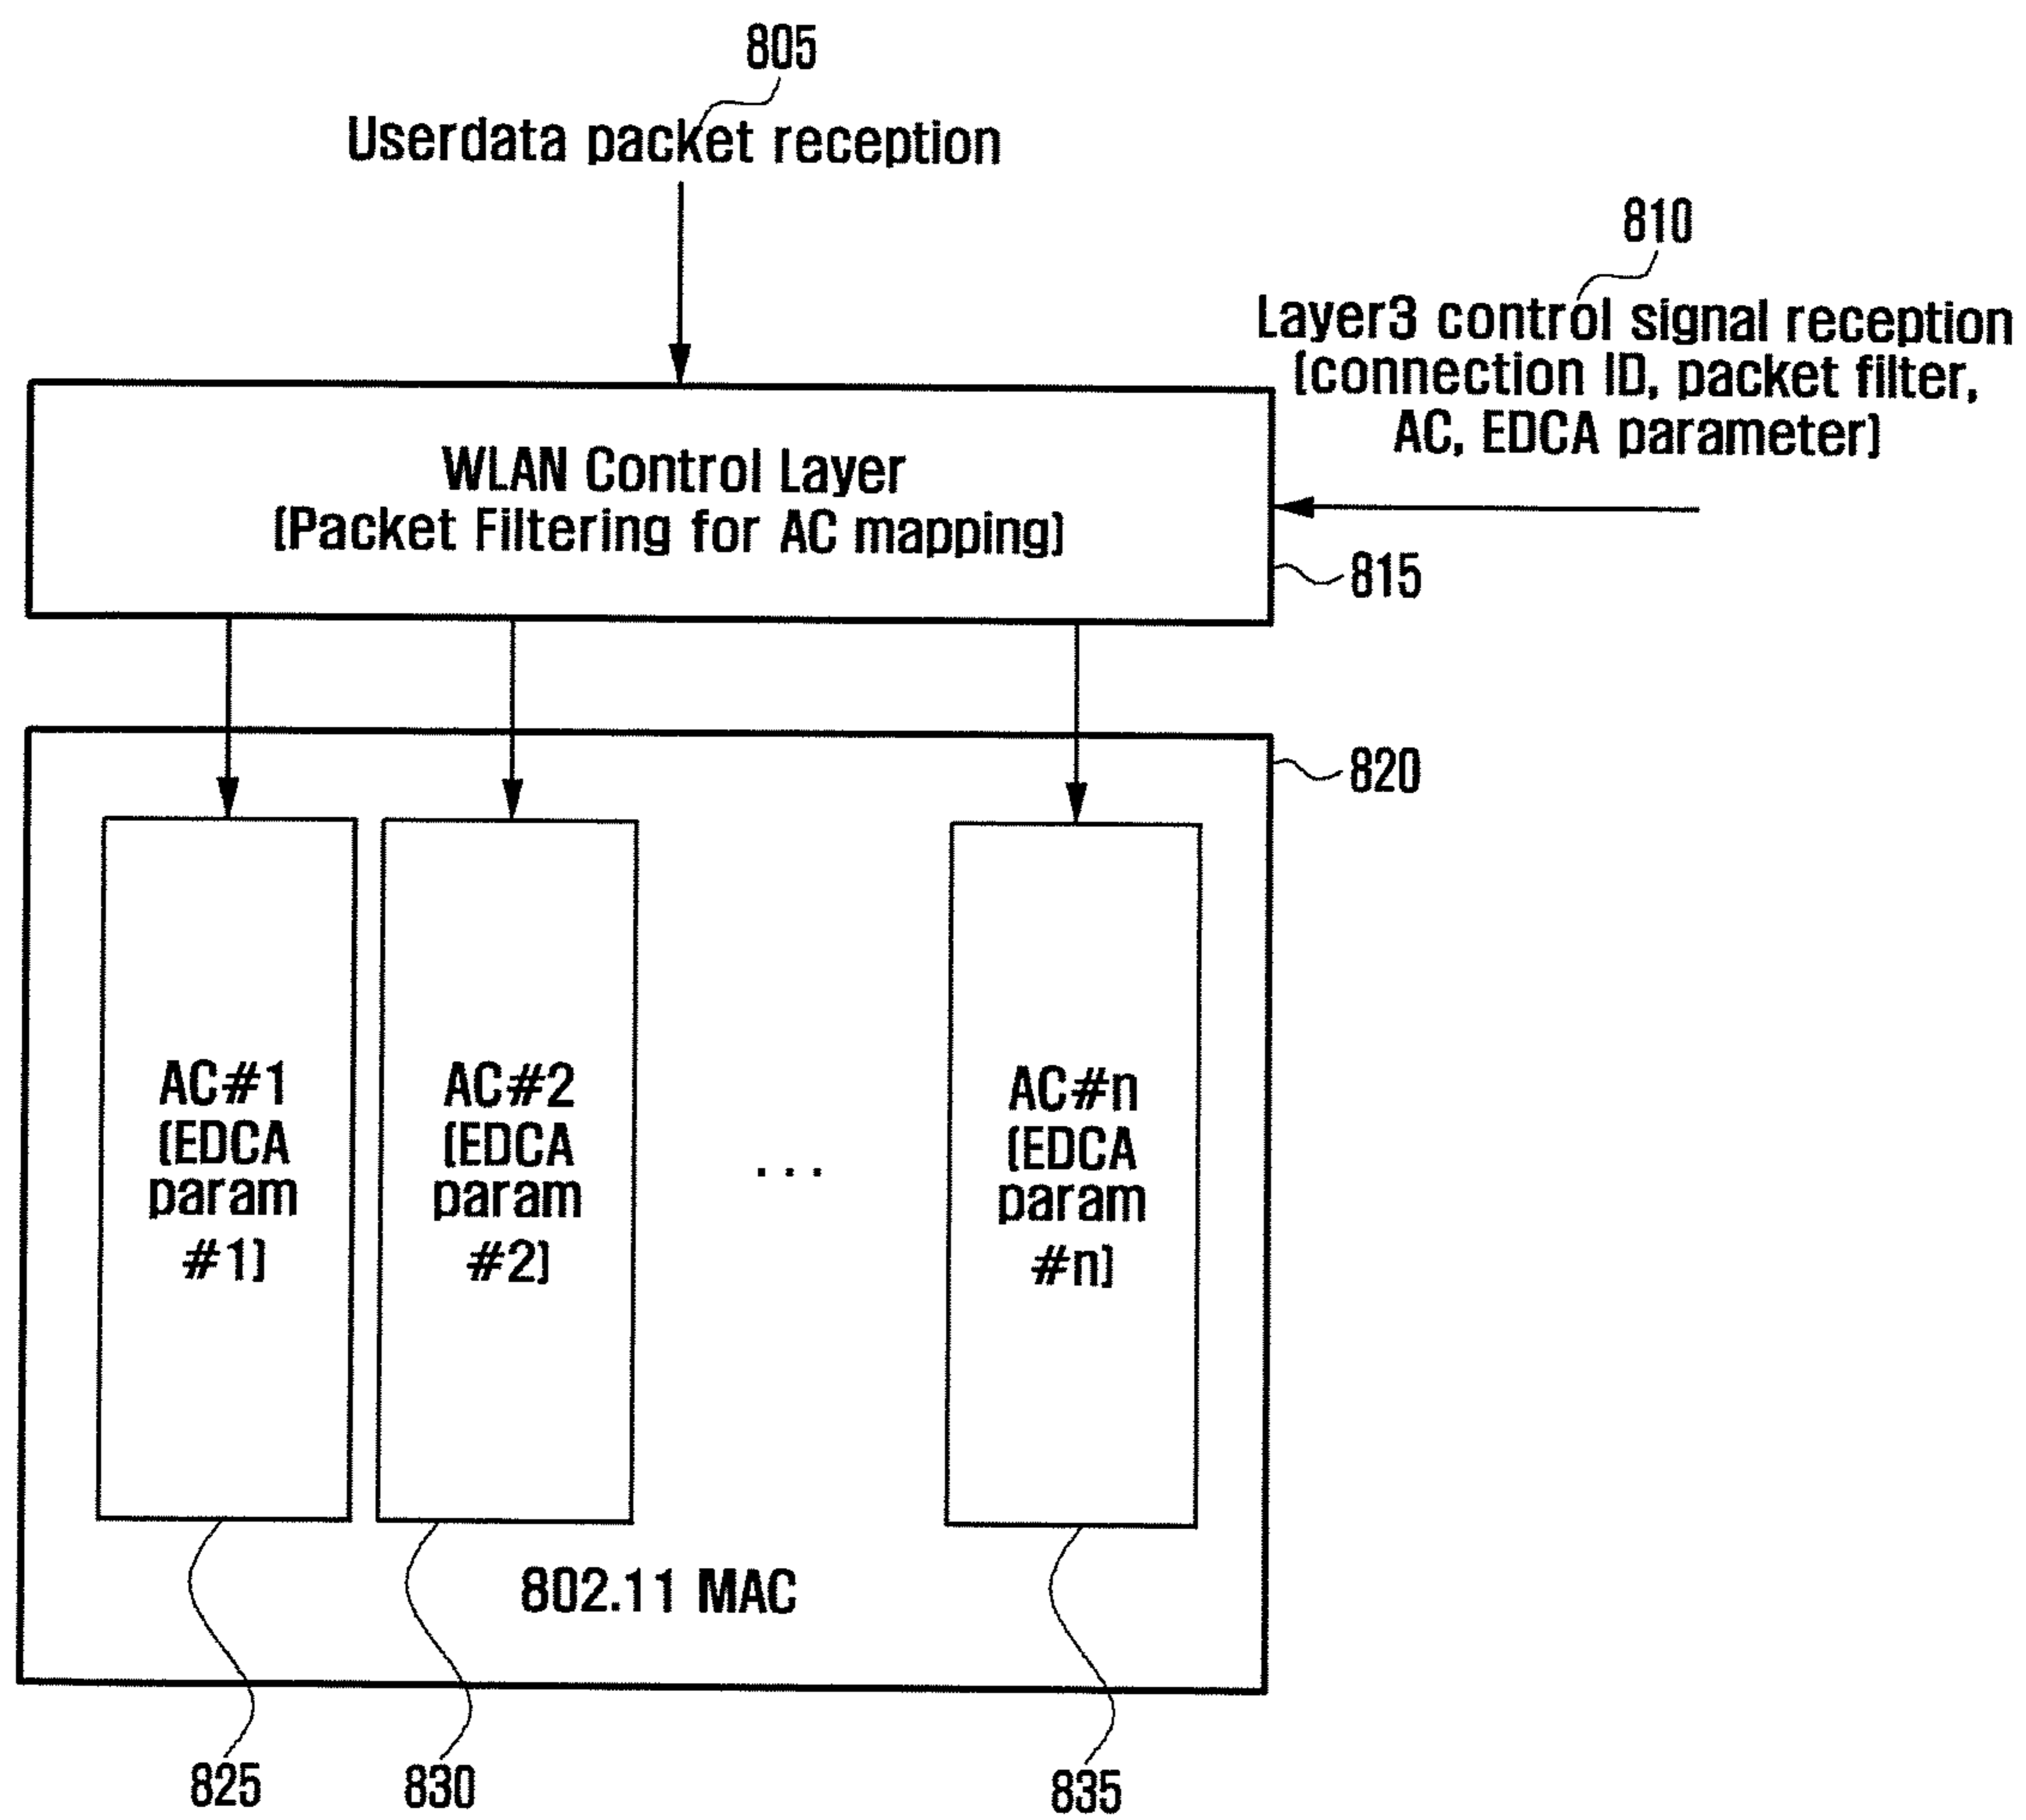 805
Userdata packet reception
810
Layer3 control signal reception
(connection ID, packet filter,
AC, EDCA parameter)
WLAN Control Layer
(Packet Filtering for AC mapping)
815
820
AC#1
(EDCA
param
#1)
AC#2
(EDCA
param
#2)
...
AC#n
(EDCA
param
#n)
802.11 MAC
825
830
835